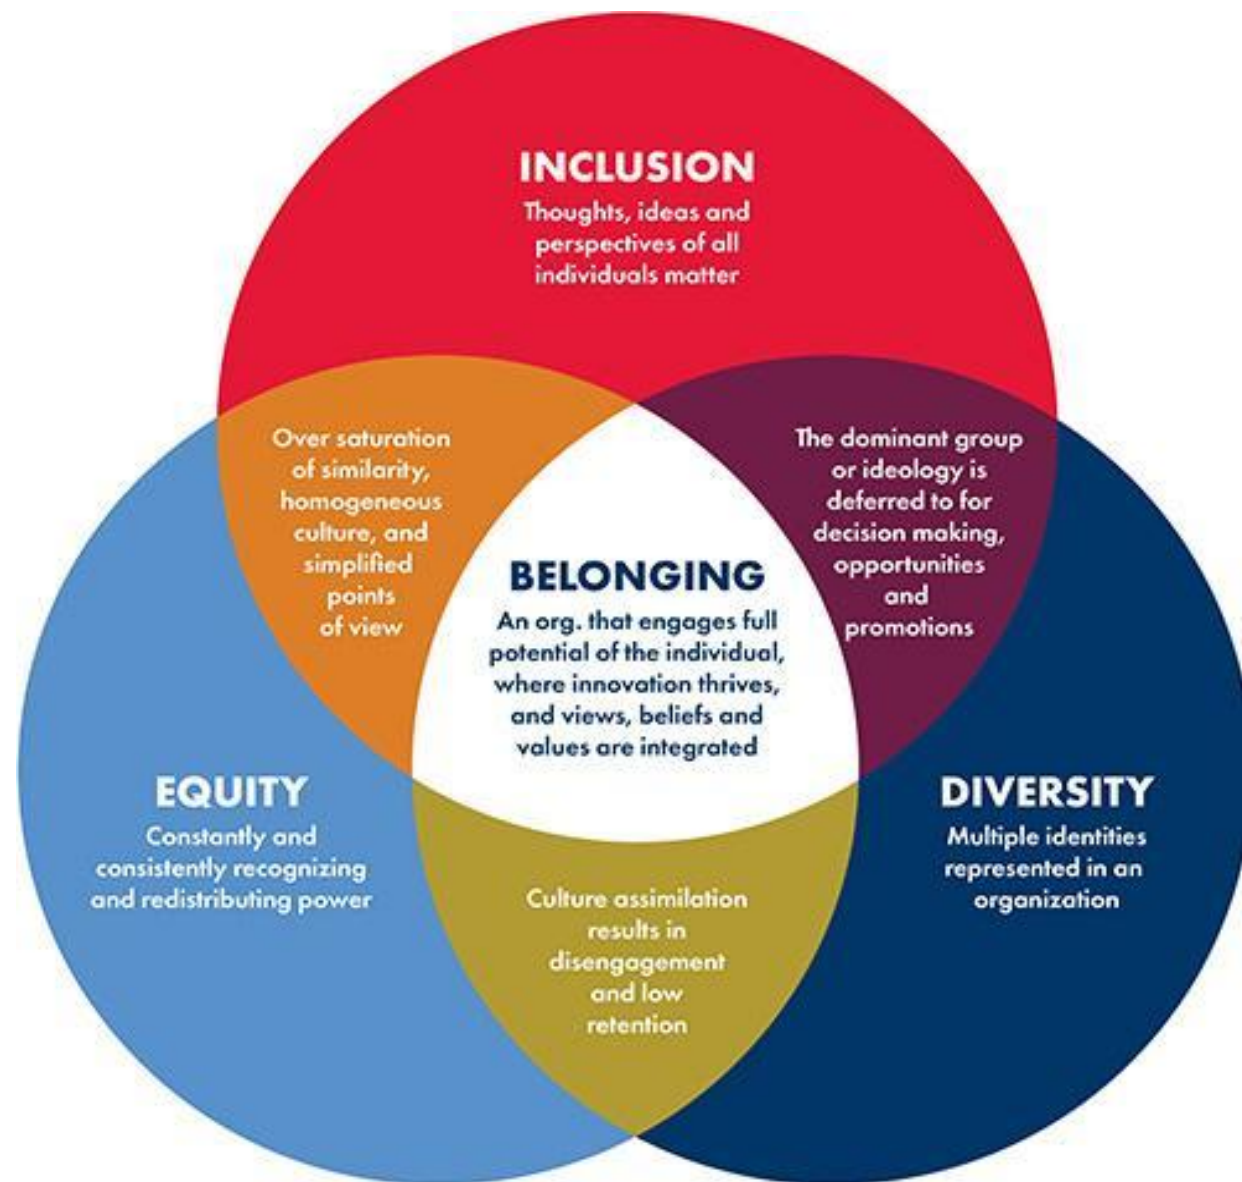 INCLUSION
Thoughts, ideas and
perspectives of all
individuals matter
Over saturation
of similarity,
homogeneous
culture, and
simplified
points
of view
The dominant group
or ideology is
deferred to for
decision making,
opportunities
and
promotions
BELONGING
An org. that engages full
potential of the individual,
where innovation thrives,
and views, beliefs and
values are integrated
EQUITY
Constantly and
consistently recognizing
and redistributing power
DIVERSITY
Multiple identities
represented in an
organization
Culture assimilation
results in
disengagement
and low
retention